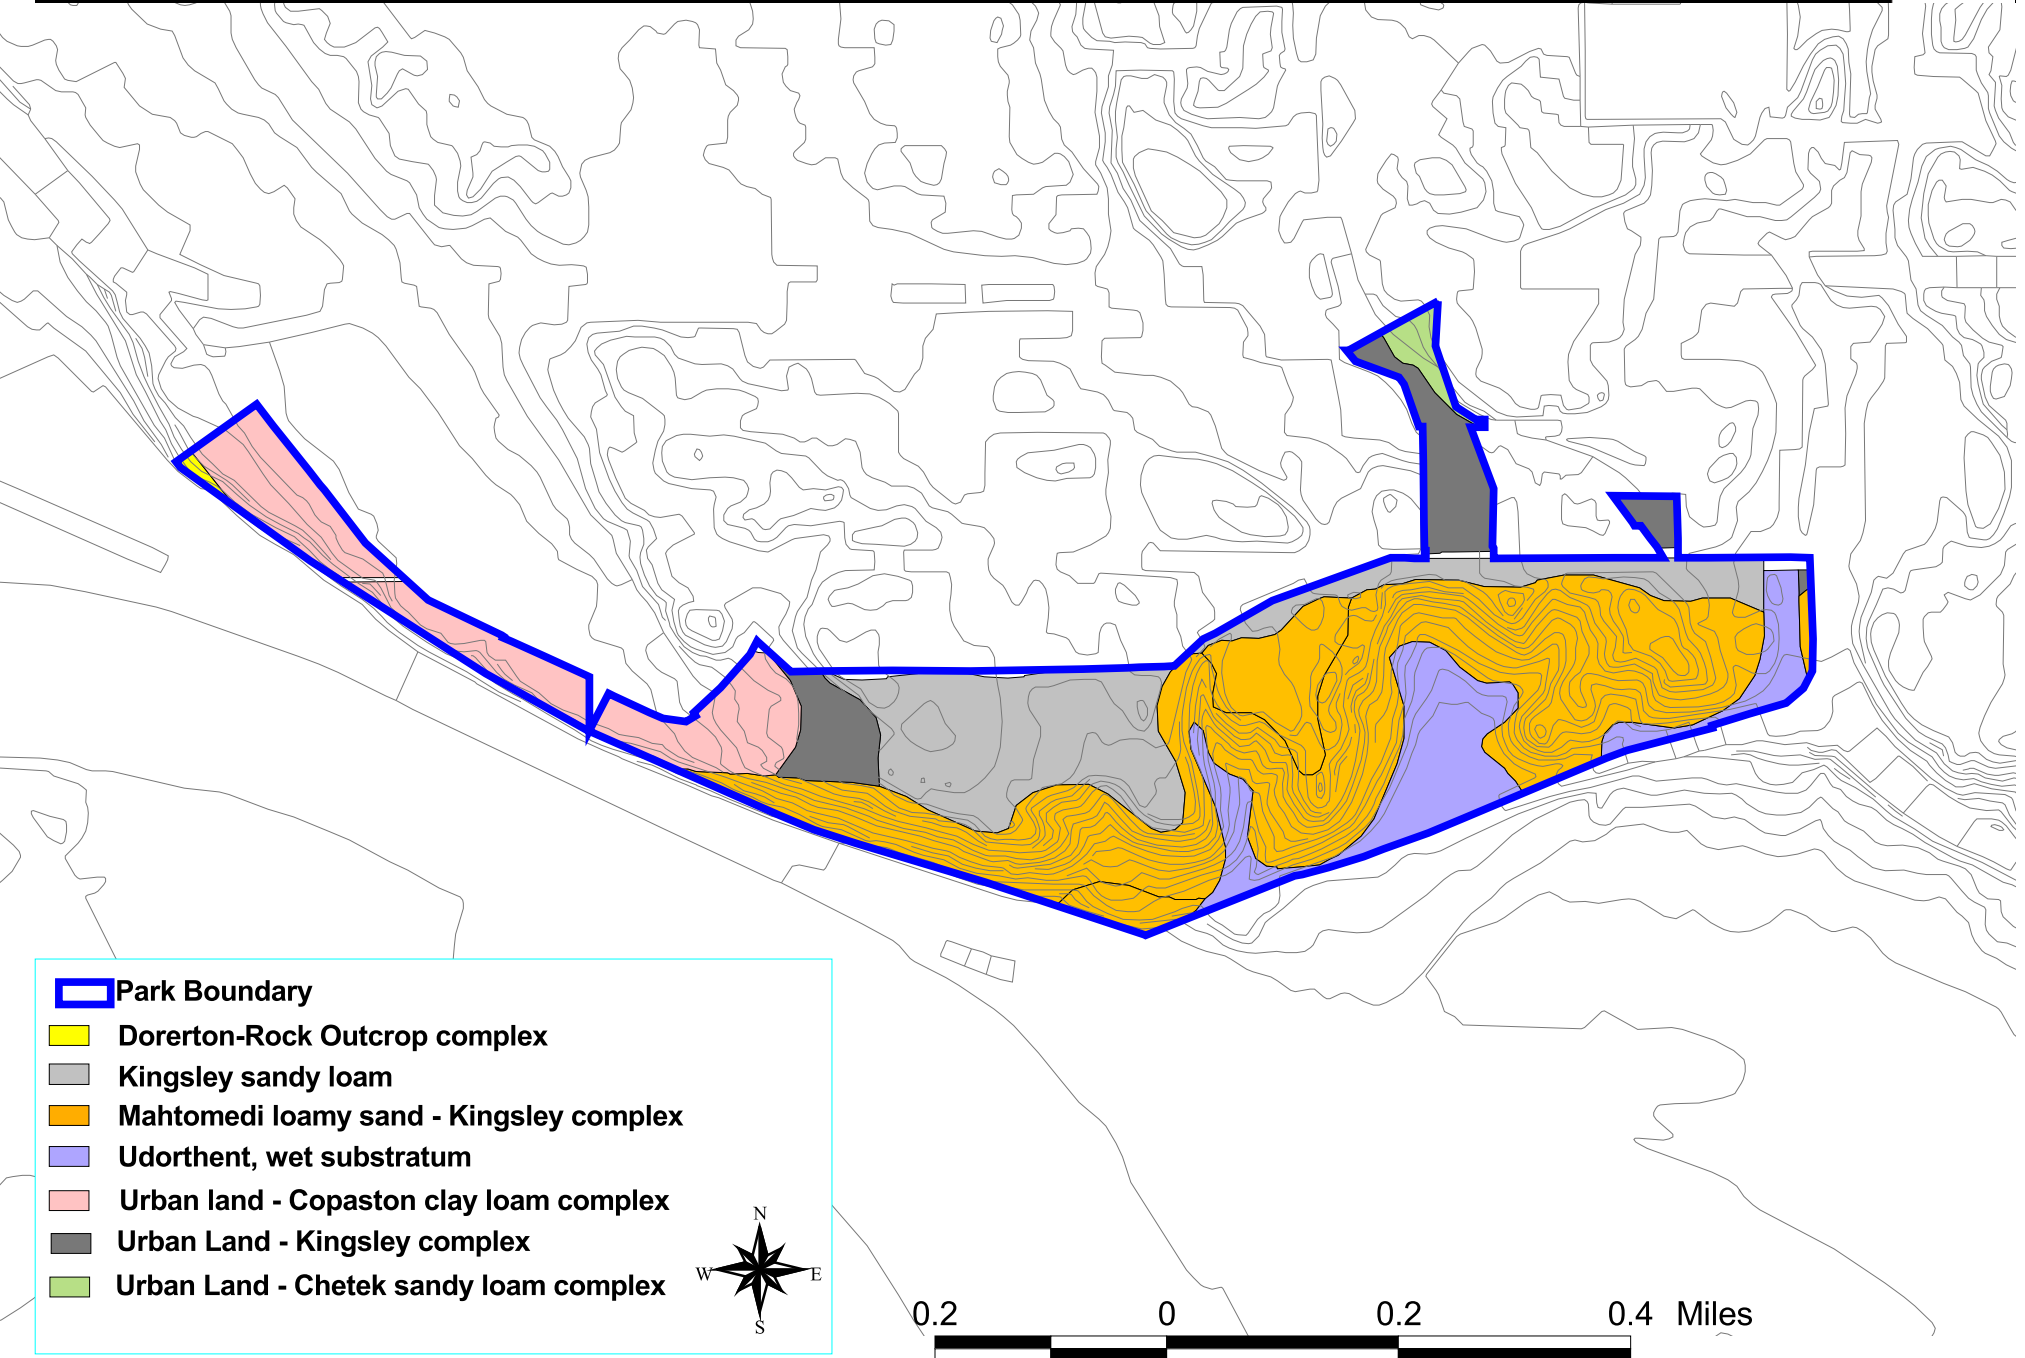 Park Boundary
Dorerton-Rock Outcrop complex
Kingsley sandy loam
Mahtomedi loamy sand - Kingsley complex
Udorthent, wet substratum
Urban land - Copaston clay loam complex
Urban Land - Kingsley complex
Urban Land - Chetek sandy loam complex
N
W E
S
0.2 0 0.2 0.4 Miles